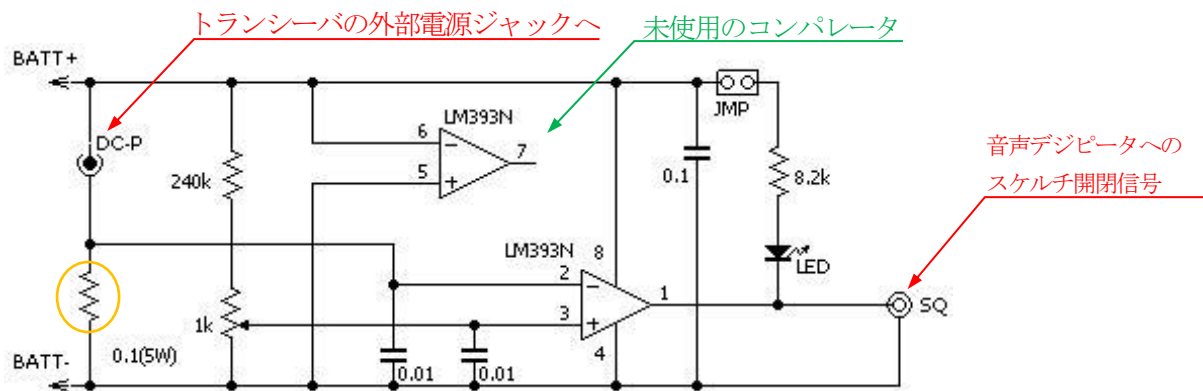 トランシーバの外部電源ジャックへ
未使用のコンパレータ
BATT+
JMP
LM393N
DC-P
6
7
音声デジピータへの
スケルチ開閉信号
240k
5
0.1
8.2k
LM393N
8
LED
2
1
SQ
1k
3
4
0.1(5W)
BATT-
0.01
0.01